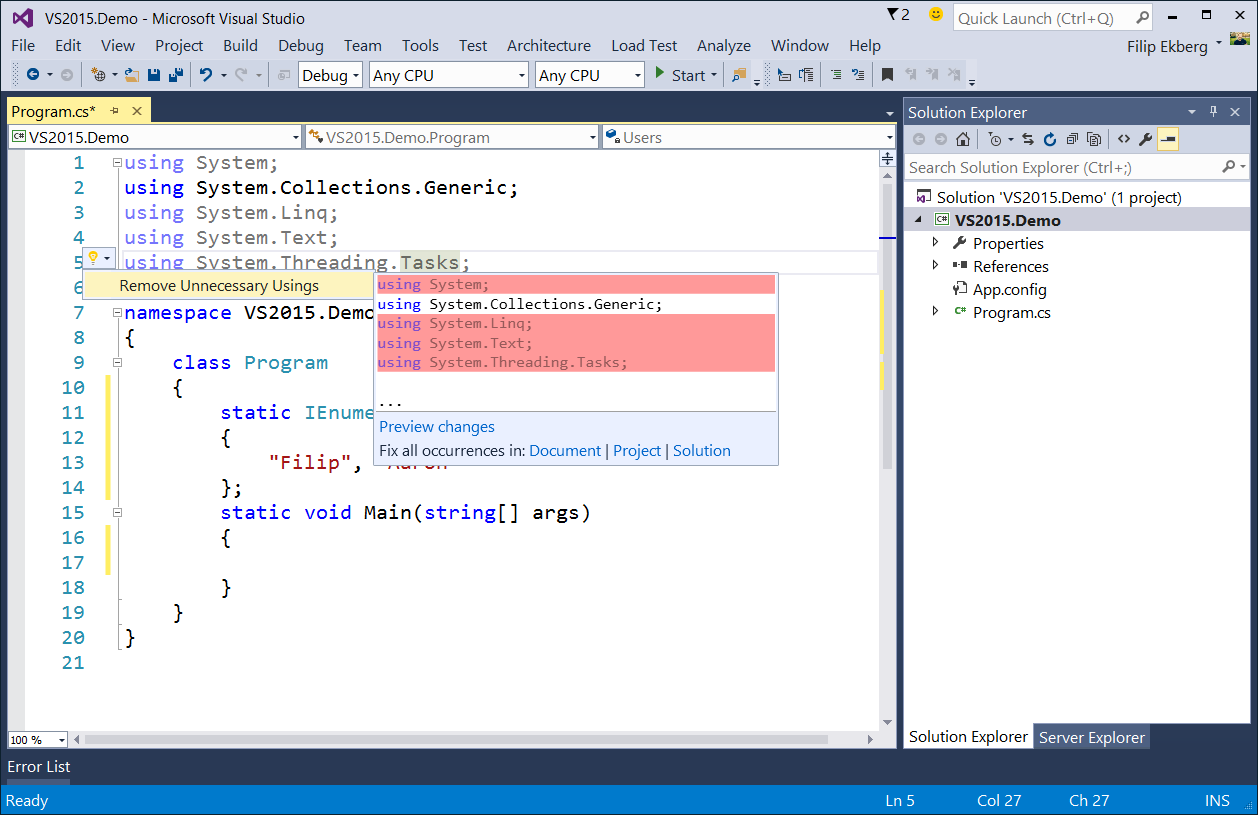 VS2015.Demo - Microsoft Visual Studio
2
Quick Launch (Ctrl+Q)
File Edit View Project Build Debug Team Tools Test Architecture Load Test Analyze Window Help
Filip Ekberg
Debug Any CPU Any CPU Start
Program.cs*
C# VS2015.Demo VS2015.Demo.Program Users
1 using System;
2 using System.Collections.Generic;
3 using System.Linq;
4 using System.Text;
5 using System.Threading.Tasks;
6
Remove Unnecessary Usings
7 namespace VS2015.Demo
8 {
9 class Program
10 {
11 static IEnume
12 {
13 "Filip", "Aaron"
14 };
15 static void Main(string[] args)
16 {
17
18 }
19 }
20 }
21
using System;
using System.Collections.Generic;
using System.Linq;
using System.Text;
using System.Threading.Tasks;
...
Preview changes
Fix all occurrences in: Document | Project | Solution
100 %
Solution Explorer
Search Solution Explorer (Ctrl+;)
Solution 'VS2015.Demo' (1 project)
C# VS2015.Demo
Properties
References
App.config
C# Program.cs
Solution Explorer Server Explorer
Error List
Ready Ln 5 Col 27 Ch 27 INS